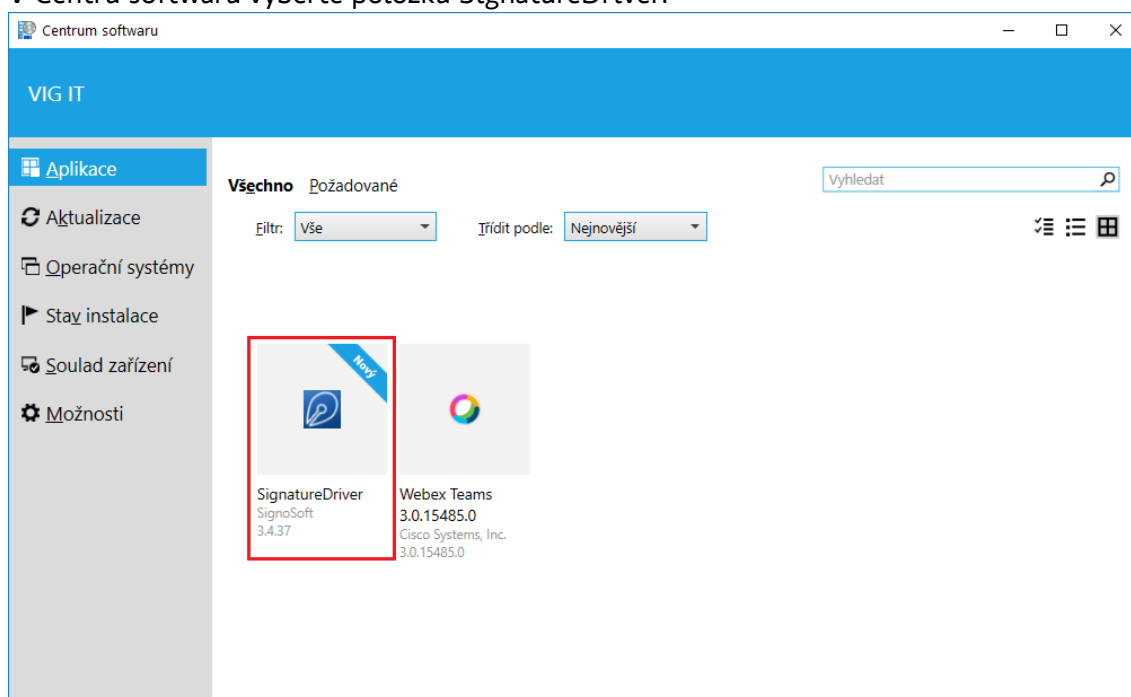 V Centru softwaru vyberte položku SignatureDriver.
Centrum softwaru
VIG IT
Aplikace
Aktualizace
Operační systémy
Stav instalace
Soulad zařízení
Možnosti
Všechno Požadované
Vyhledat
Filtr: Vše Třídit podle: Nejnovější
Nový
SignatureDriver
SignoSoft
3.4.37
Webex Teams
3.0.15485.0
Cisco Systems, Inc.
3.0.15485.0